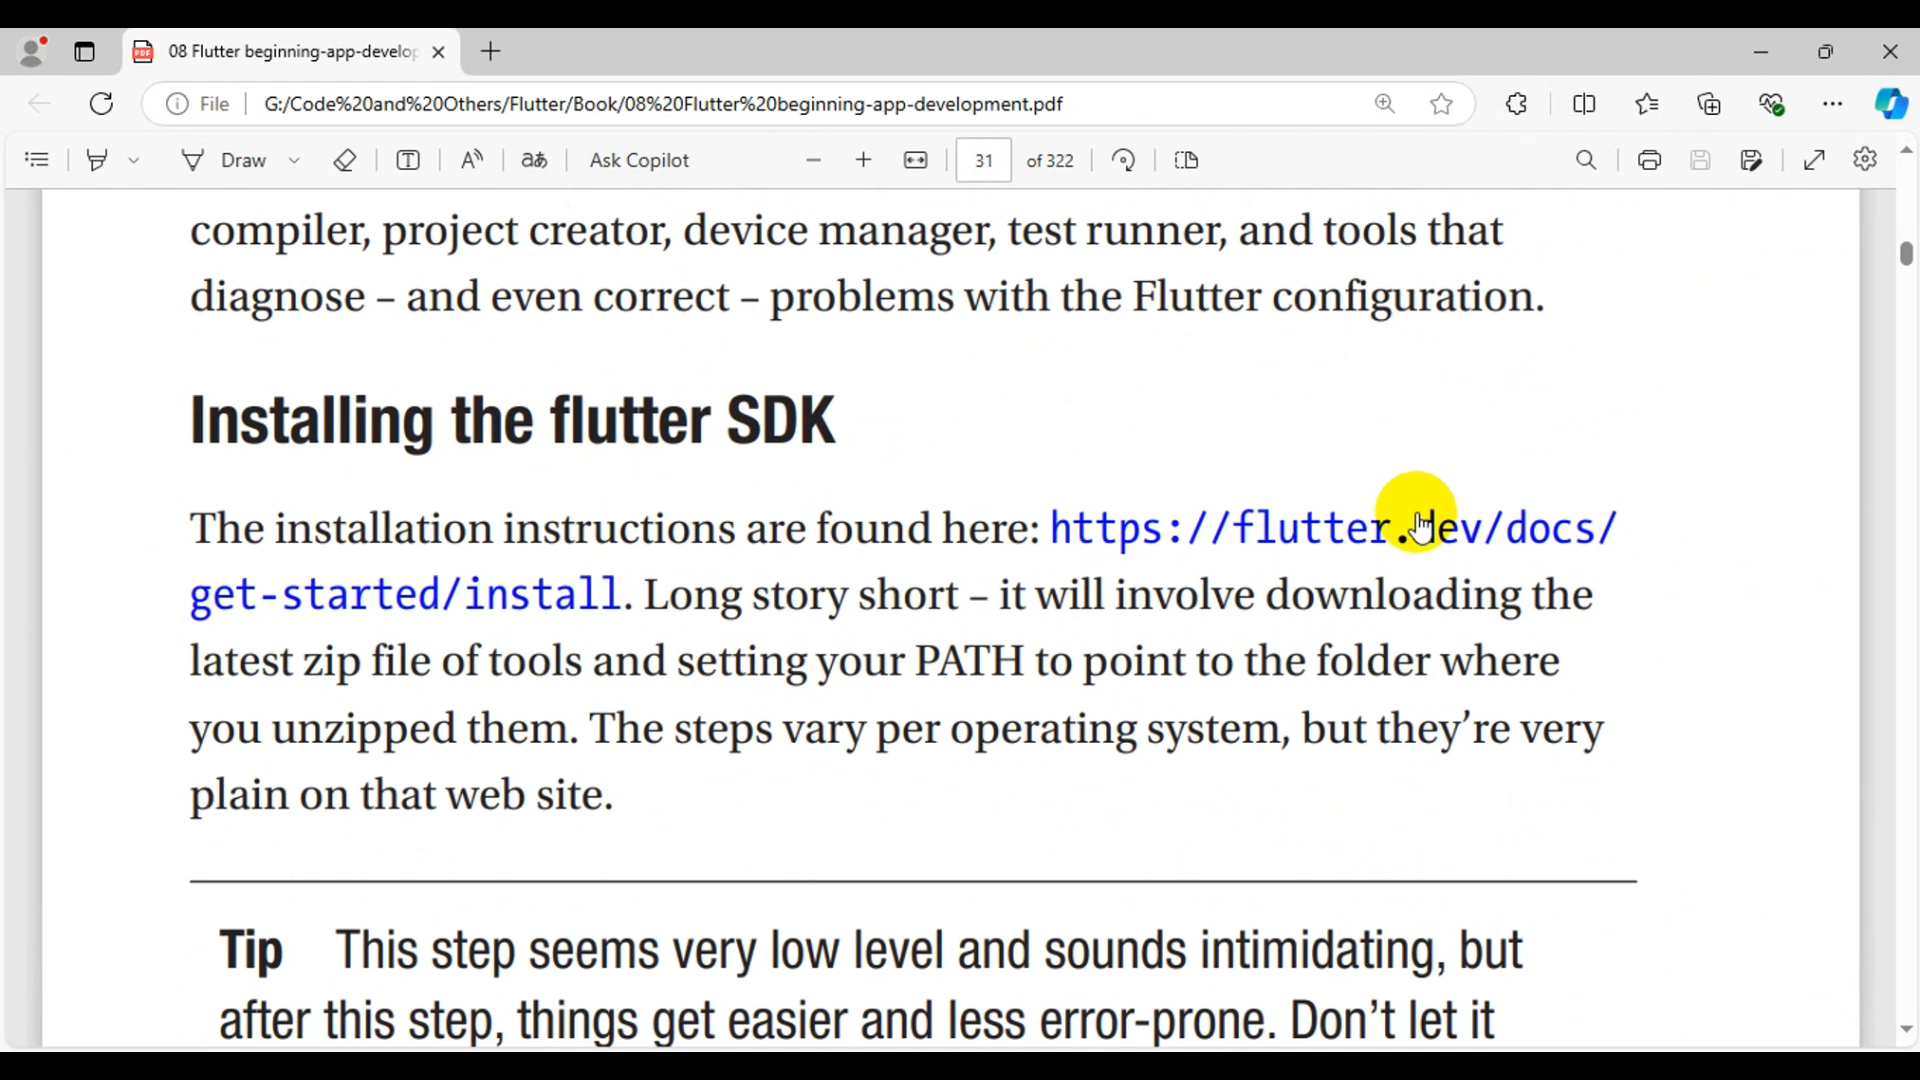 08 Flutter beginning-app-develop
File
G:/Code%20and%20Others/Flutter/Book/08%20Flutter%20beginning-app-development.pdf
Draw
Ask Copilot
31
of 322
compiler, project creator, device manager, test runner, and tools that
diagnose – and even correct – problems with the Flutter configuration.
Installing the flutter SDK
The installation instructions are found here: https://flutter.dev/docs/
get-started/install. Long story short – it will involve downloading the
latest zip file of tools and setting your PATH to point to the folder where
you unzipped them. The steps vary per operating system, but they’re very
plain on that web site.
Tip This step seems very low level and sounds intimidating, but
after this step, things get easier and less error-prone. Don’t let it